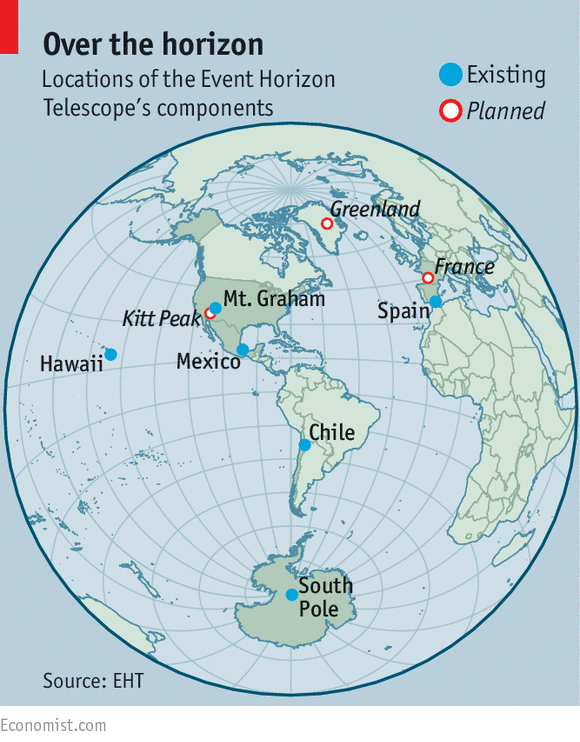 Over the horizon
Locations of the Event Horizon
Telescope's components
Existing
Planned
Greenland
France
Mt. Graham
Spain
Kitt Peak
Hawaii
Mexico
Chile
South
Pole
Source: EHT
Economist.com